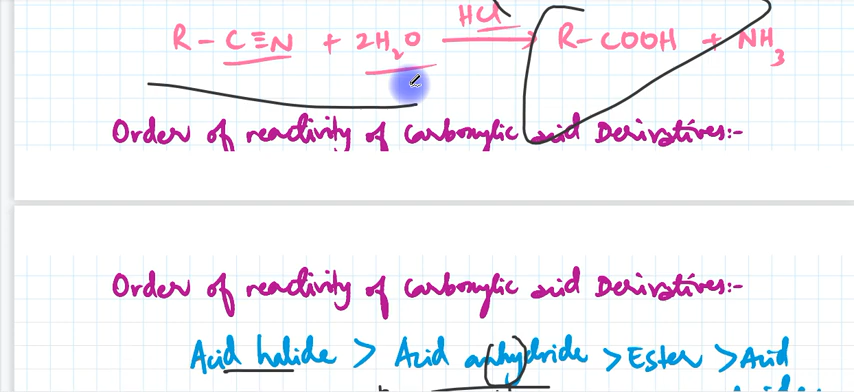 HCl
R - C≡N + 2H₂O → R - COOH + NH₃
Order of reactivity of Carboxylic acid Derivatives:-
Order of reactivity of Carboxylic acid Derivatives:-
Acid halide > Acid anhydride > Ester > Acid